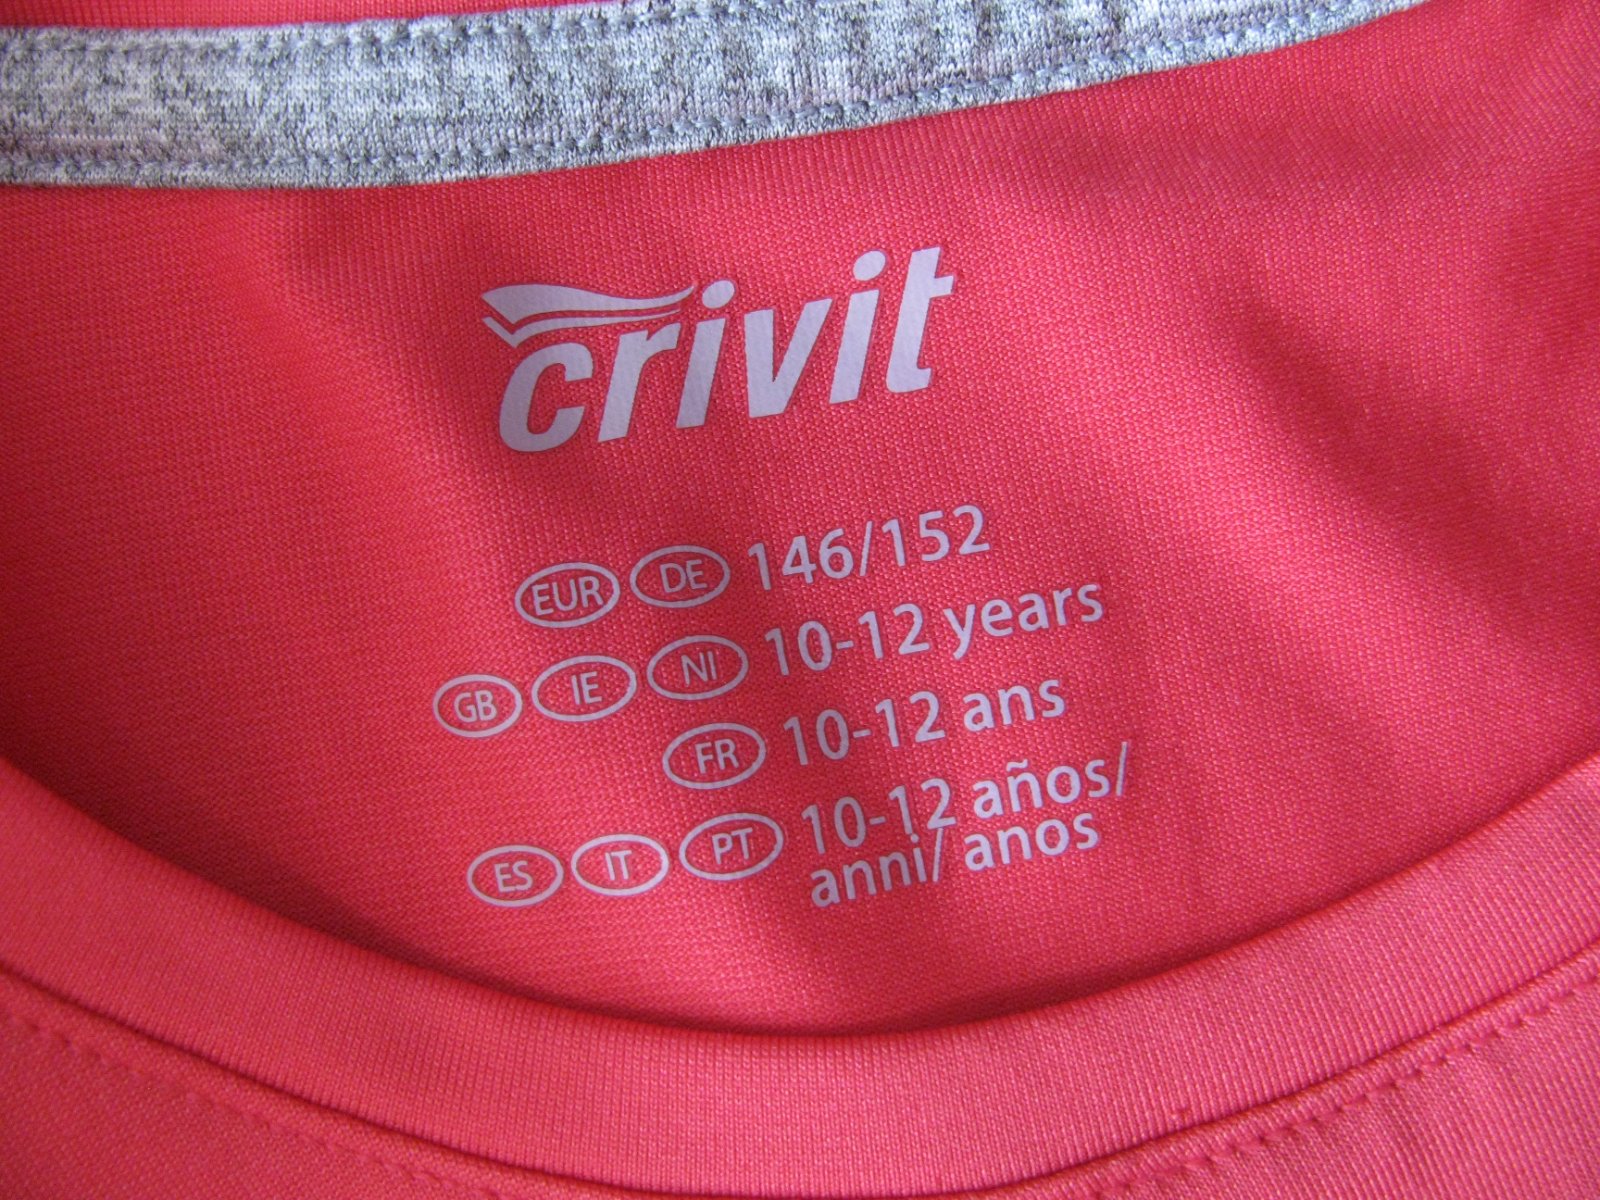 crivit
EUR DE 146/152
GB IE NI 10-12 years
FR 10-12 ans
ES IT PT 10-12 años/
anni/anos